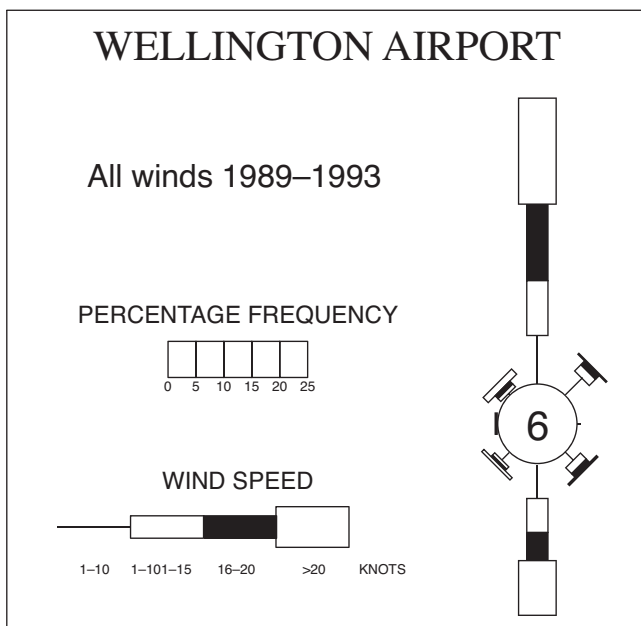 WELLINGTON AIRPORT
All winds 1989–1993
PERCENTAGE FREQUENCY
0 5 10 15 20 25
6
WIND SPEED
1–10 1–101–15 16–20 >20 KNOTS